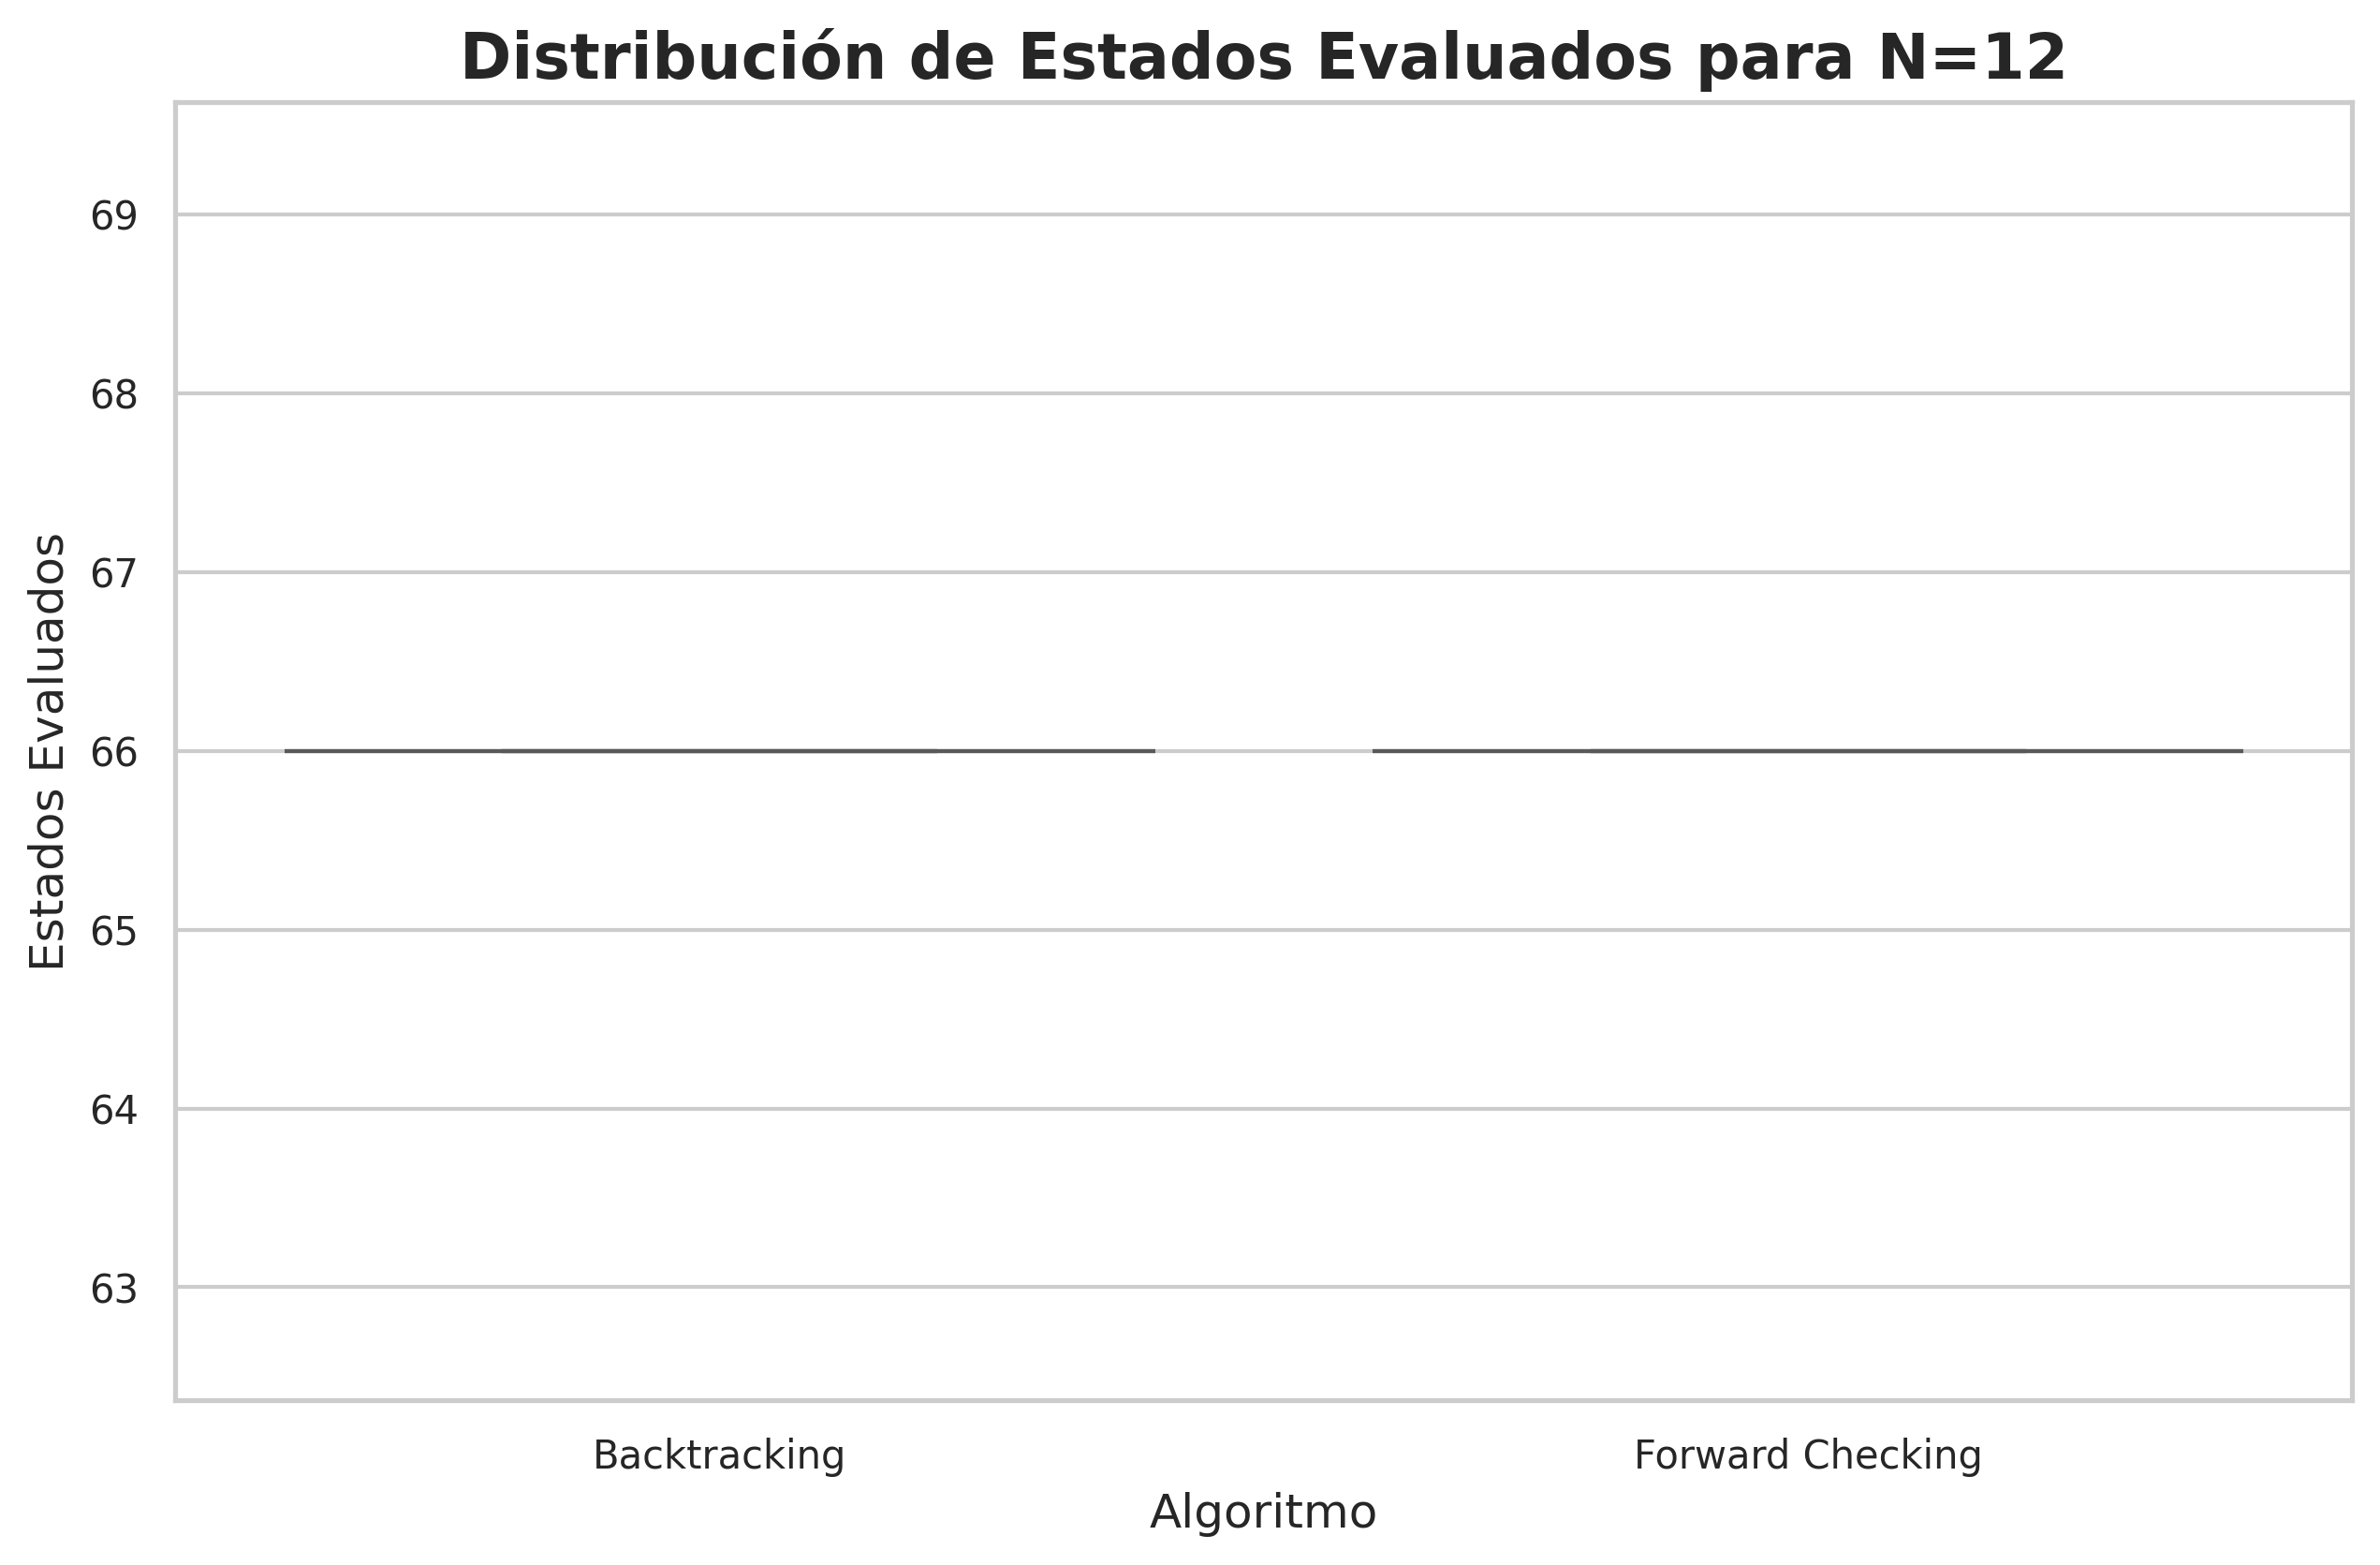 Distribución de Estados Evaluados para N=12
Estados Evaluados
69
68
67
66
65
64
63
Backtracking
Forward Checking
Algoritmo